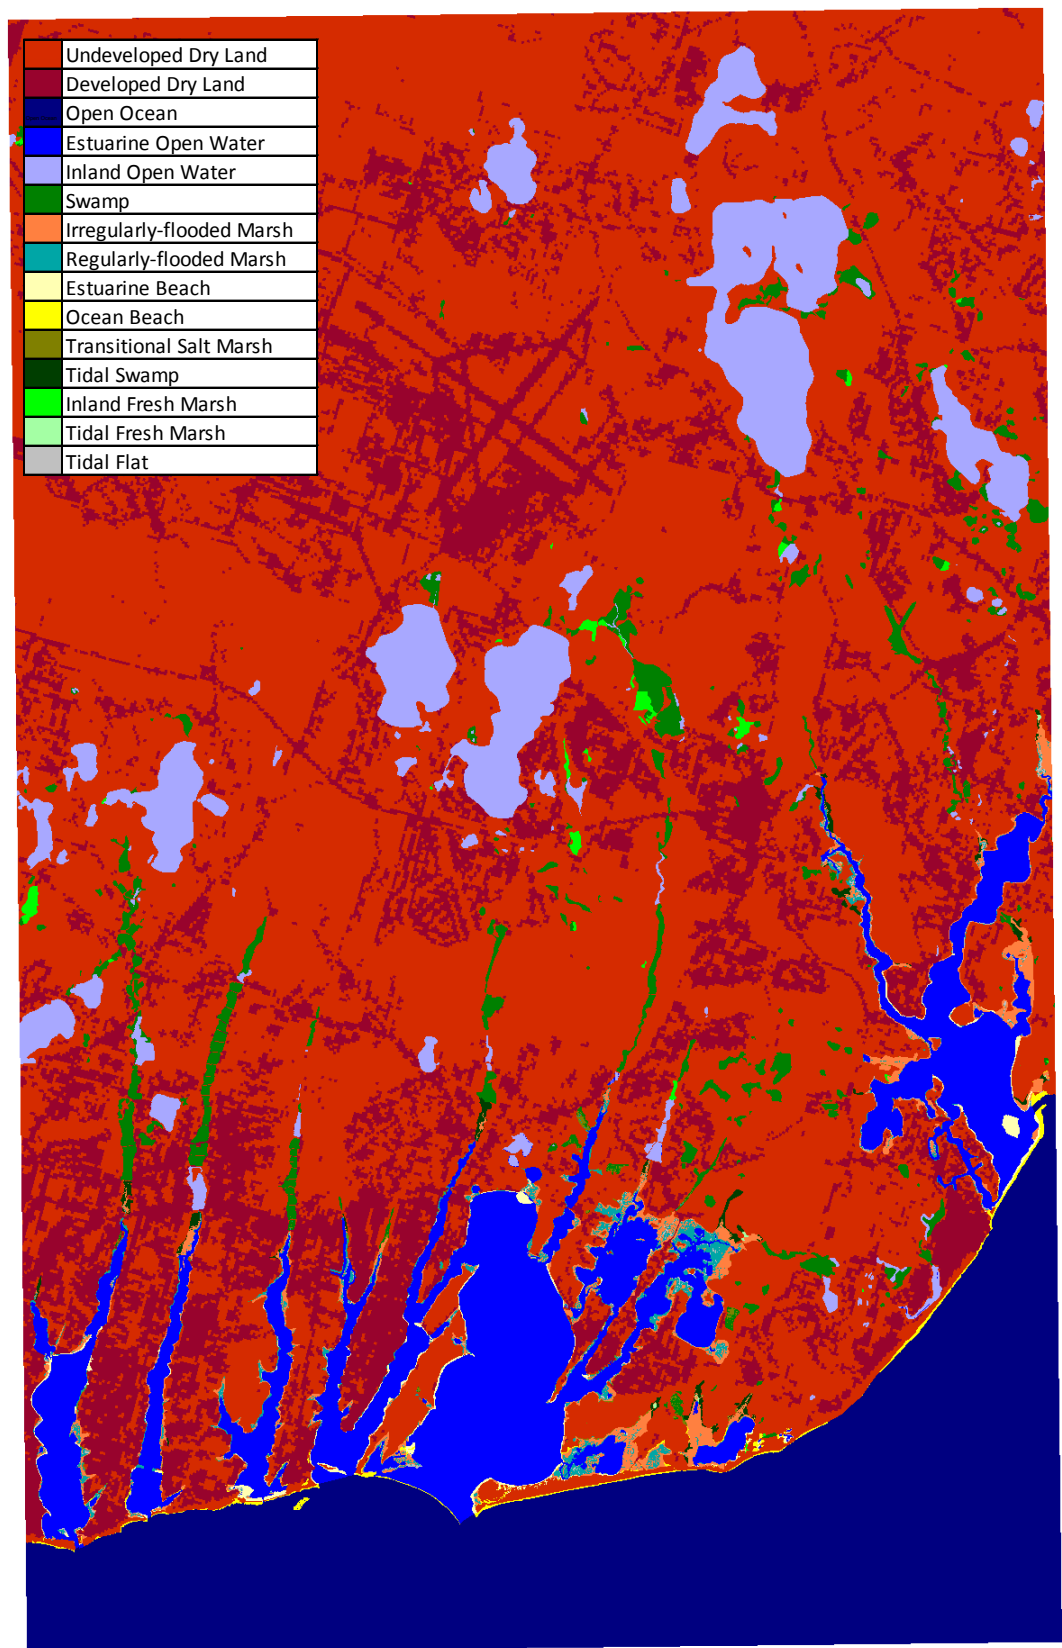 Undeveloped Dry Land
Developed Dry Land
Open Ocean
Estuarine Open Water
Inland Open Water
Swamp
Irregularly-flooded Marsh
Regularly-flooded Marsh
Estuarine Beach
Ocean Beach
Transitional Salt Marsh
Tidal Swamp
Inland Fresh Marsh
Tidal Fresh Marsh
Tidal Flat